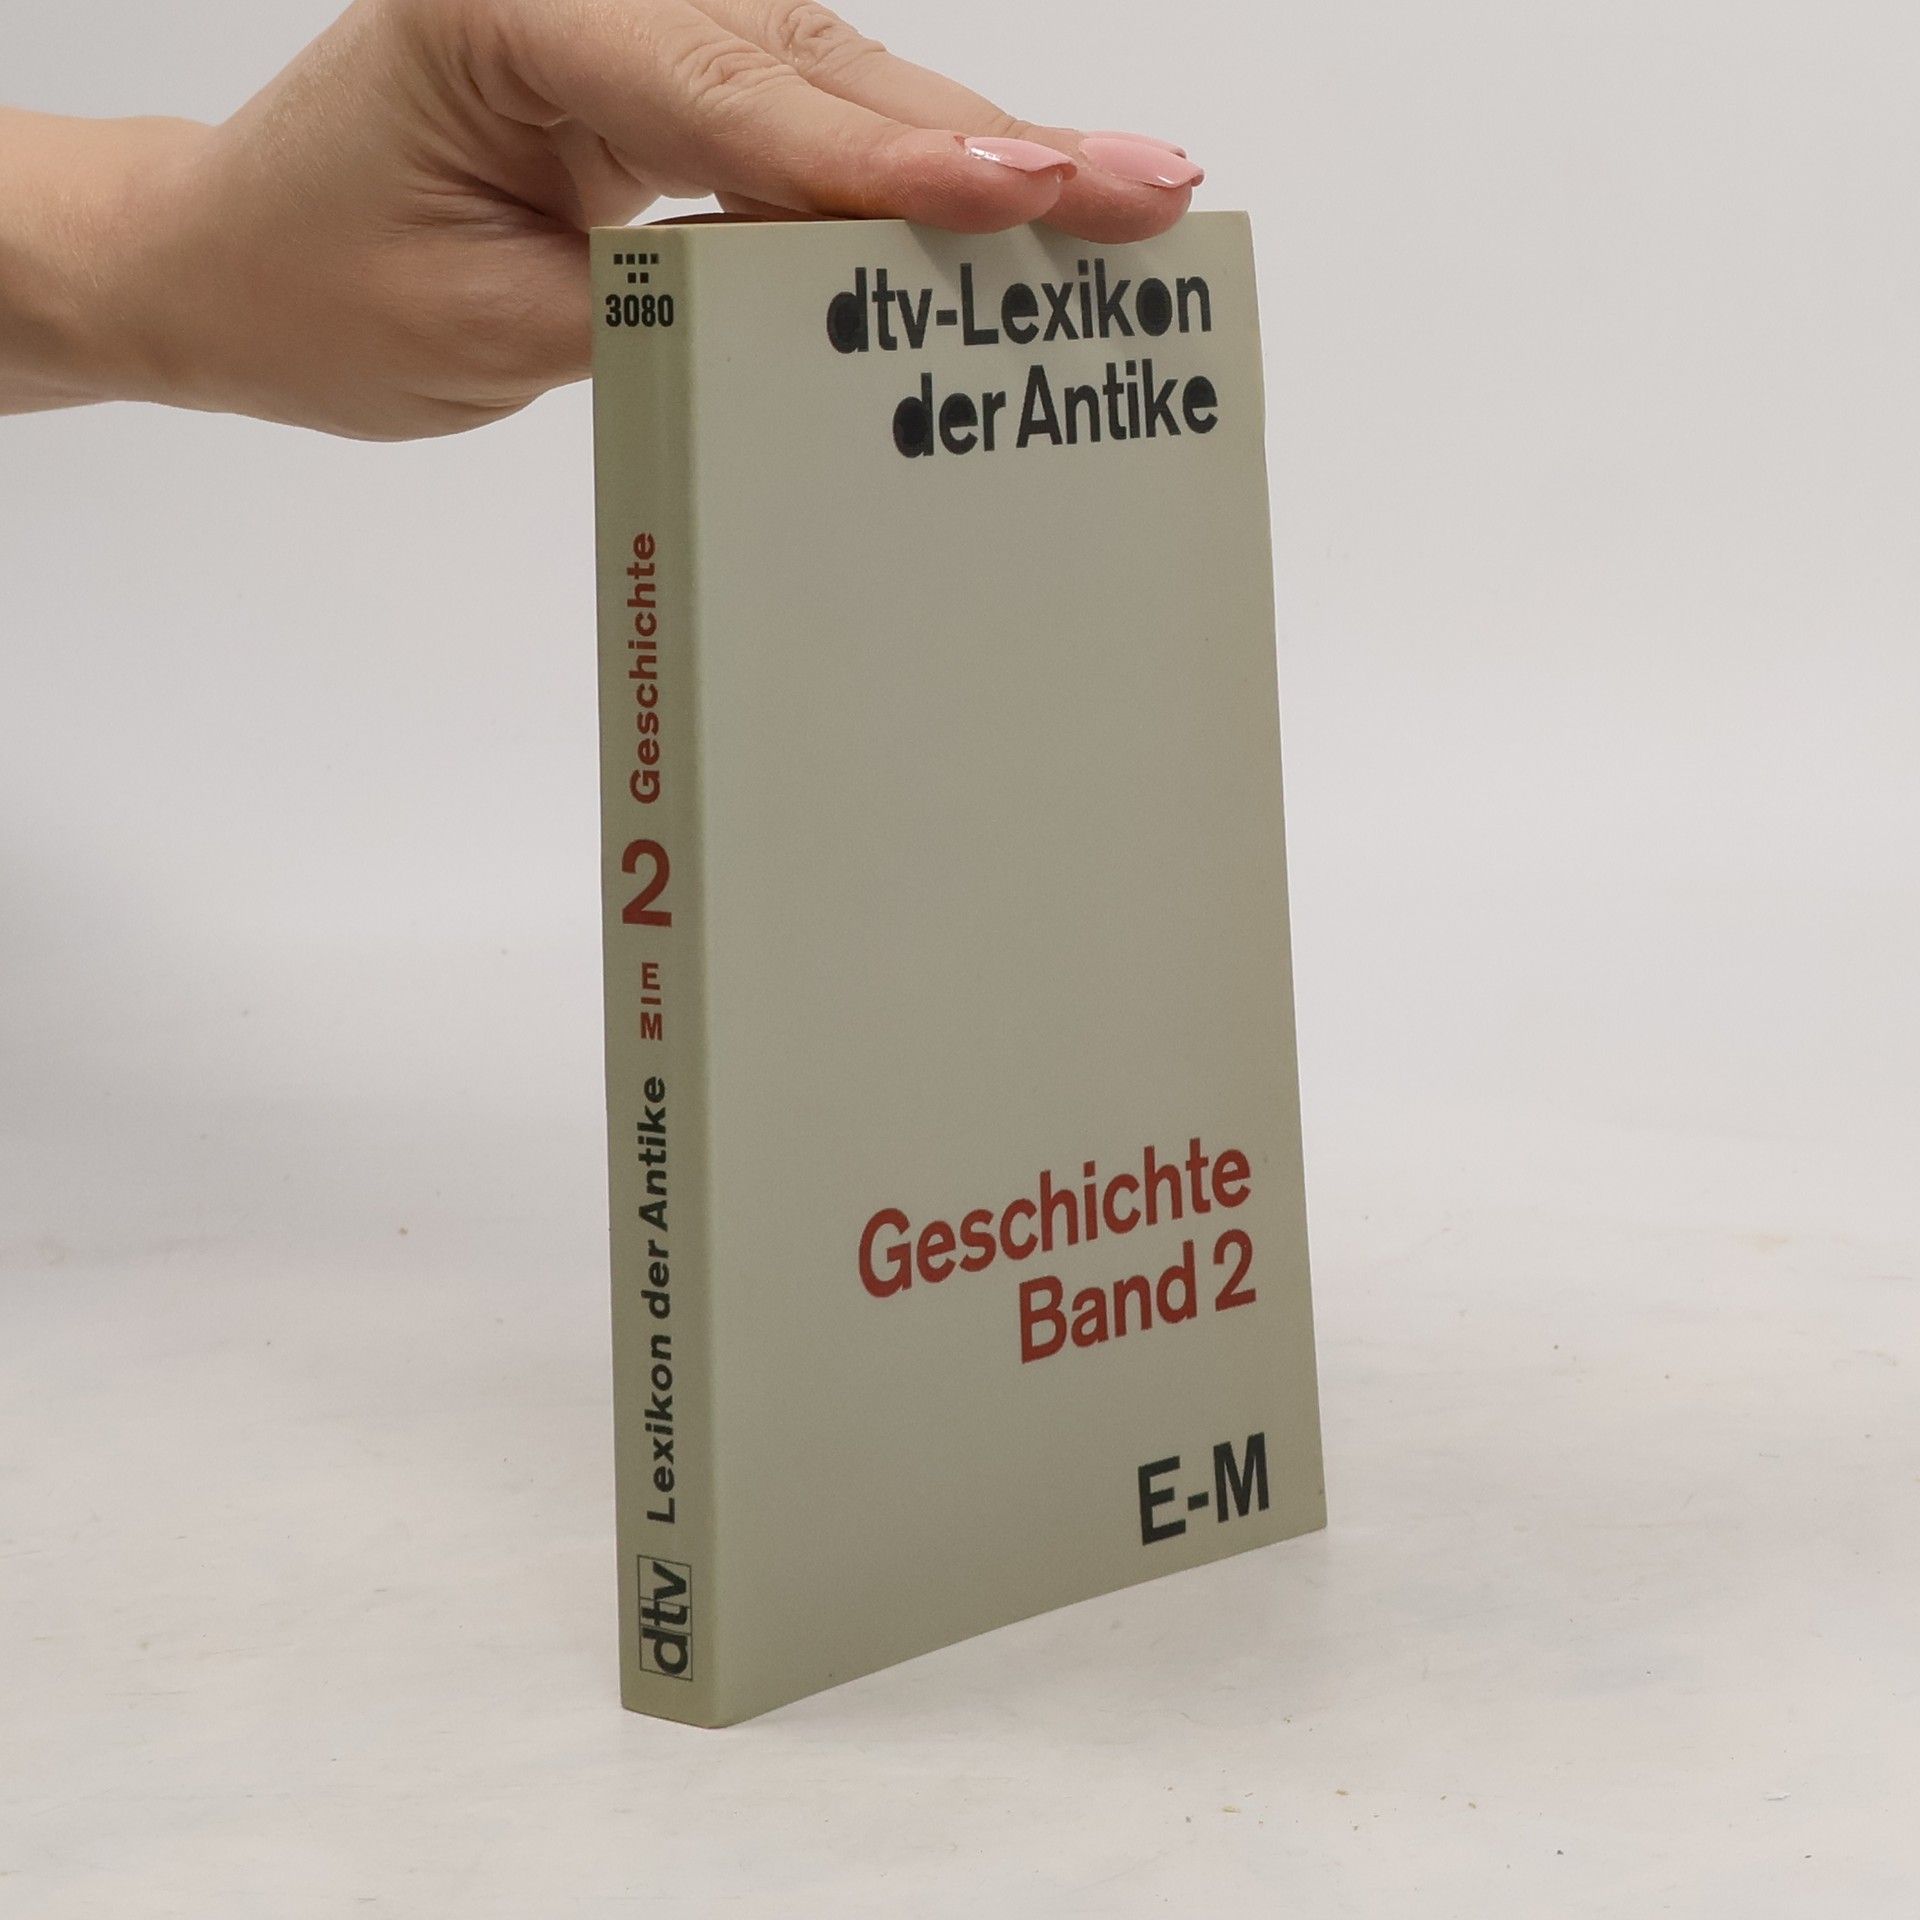 3080
Geschichte
2
E I M
Lexikon der Antike
dtv
dtv-Lexikon
der Antike
Geschichte
Band 2
E-M